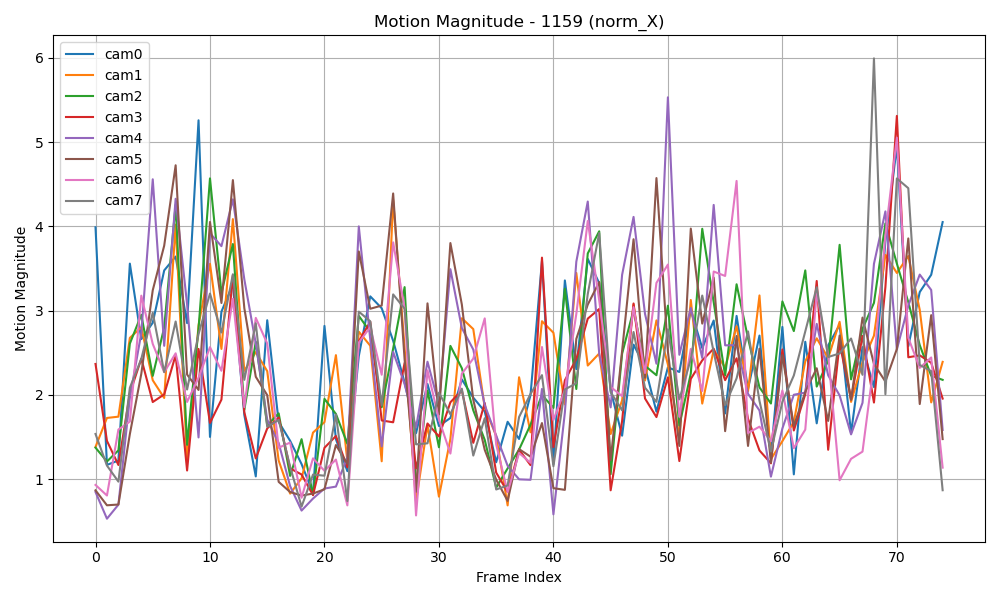 Motion Magnitude - 1159 (norm_X)
cam0
cam1
cam2
cam3
cam4
cam5
cam6
cam7
Motion Magnitude
6
5
4
3
2
1
0 10 20 30 40 50 60 70
Frame Index